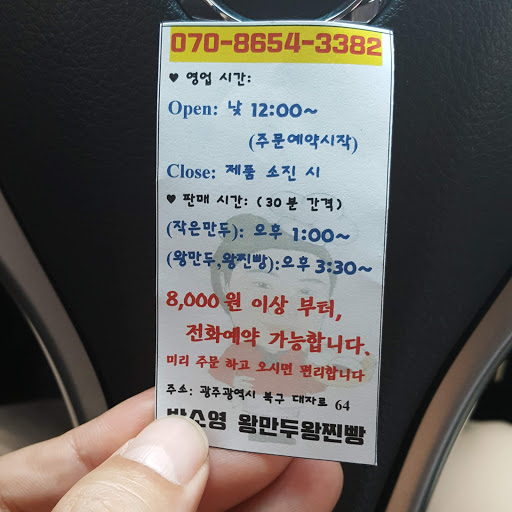 070-8654-3382
♥ 영업 시간:
Open: 낮 12:00~
(주문예약시작)
Close: 제품 소진 시
♥ 판매 시간: (30분 간격)
(작은만두): 오후 1:00~
(왕만두,왕찐빵):오후 3:30~
8,000원 이상 부터,
전화예약 가능합니다.
미리 주문 하고 오시면 편리합니다
주소: 광주광역시 북구 대자로 64
박소영 왕만두왕찐빵